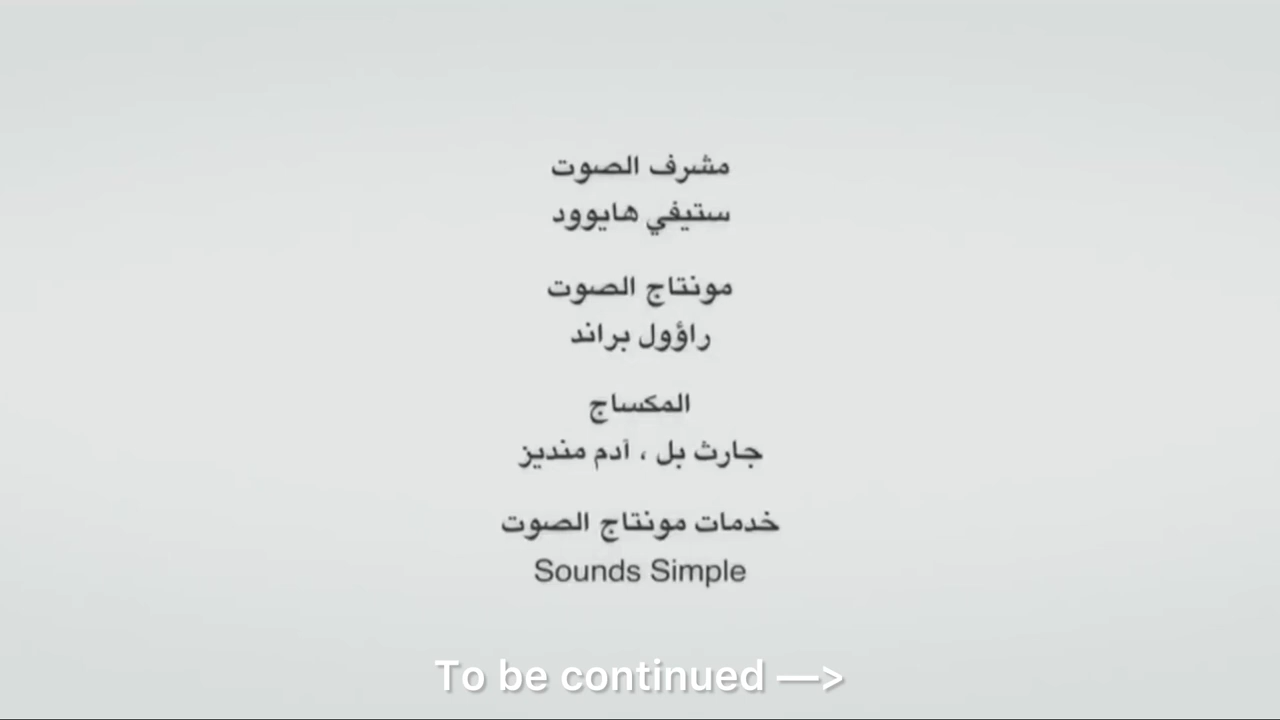 مشرف الصوت
ستيفي هايوود
مونتاج الصوت
راؤول براند
المكساج
جارث بل ، آدم منديز
خدمات مونتاج الصوت
Sounds Simple
To be continued —>